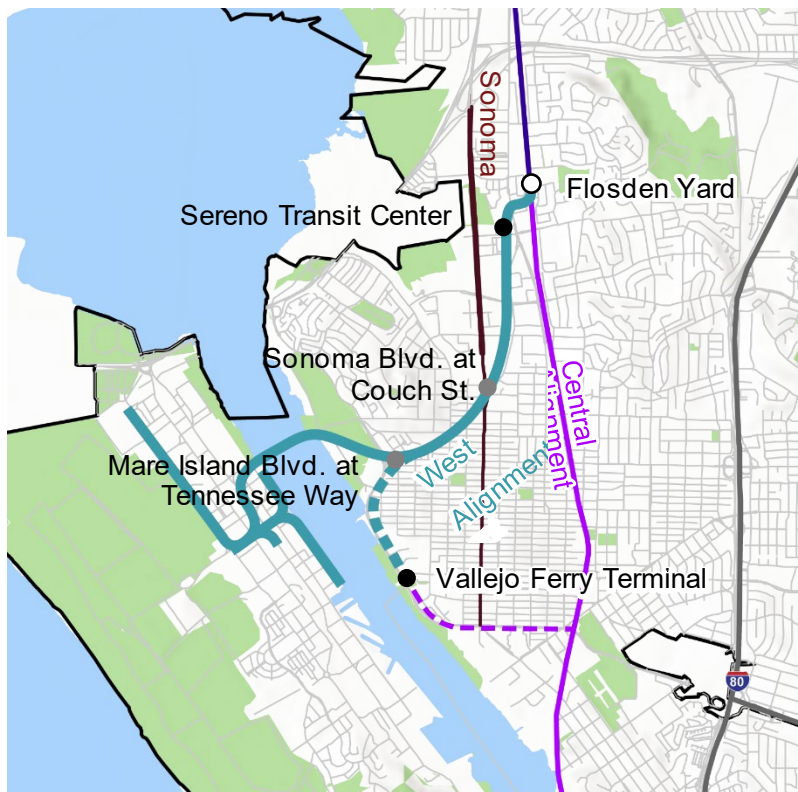 Sonoma
Flosden Yard
Sereno Transit Center
Sonoma Blvd. at
Couch St.
Central
Alignment
West
Alignment
Mare Island Blvd. at
Tennessee Way
Vallejo Ferry Terminal
80